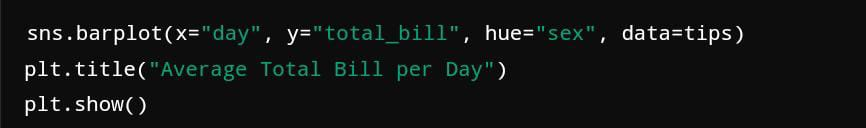 sns.barplot(x="day", y="total_bill", hue="sex", data=tips)
plt.title("Average Total Bill per Day")
plt.show()